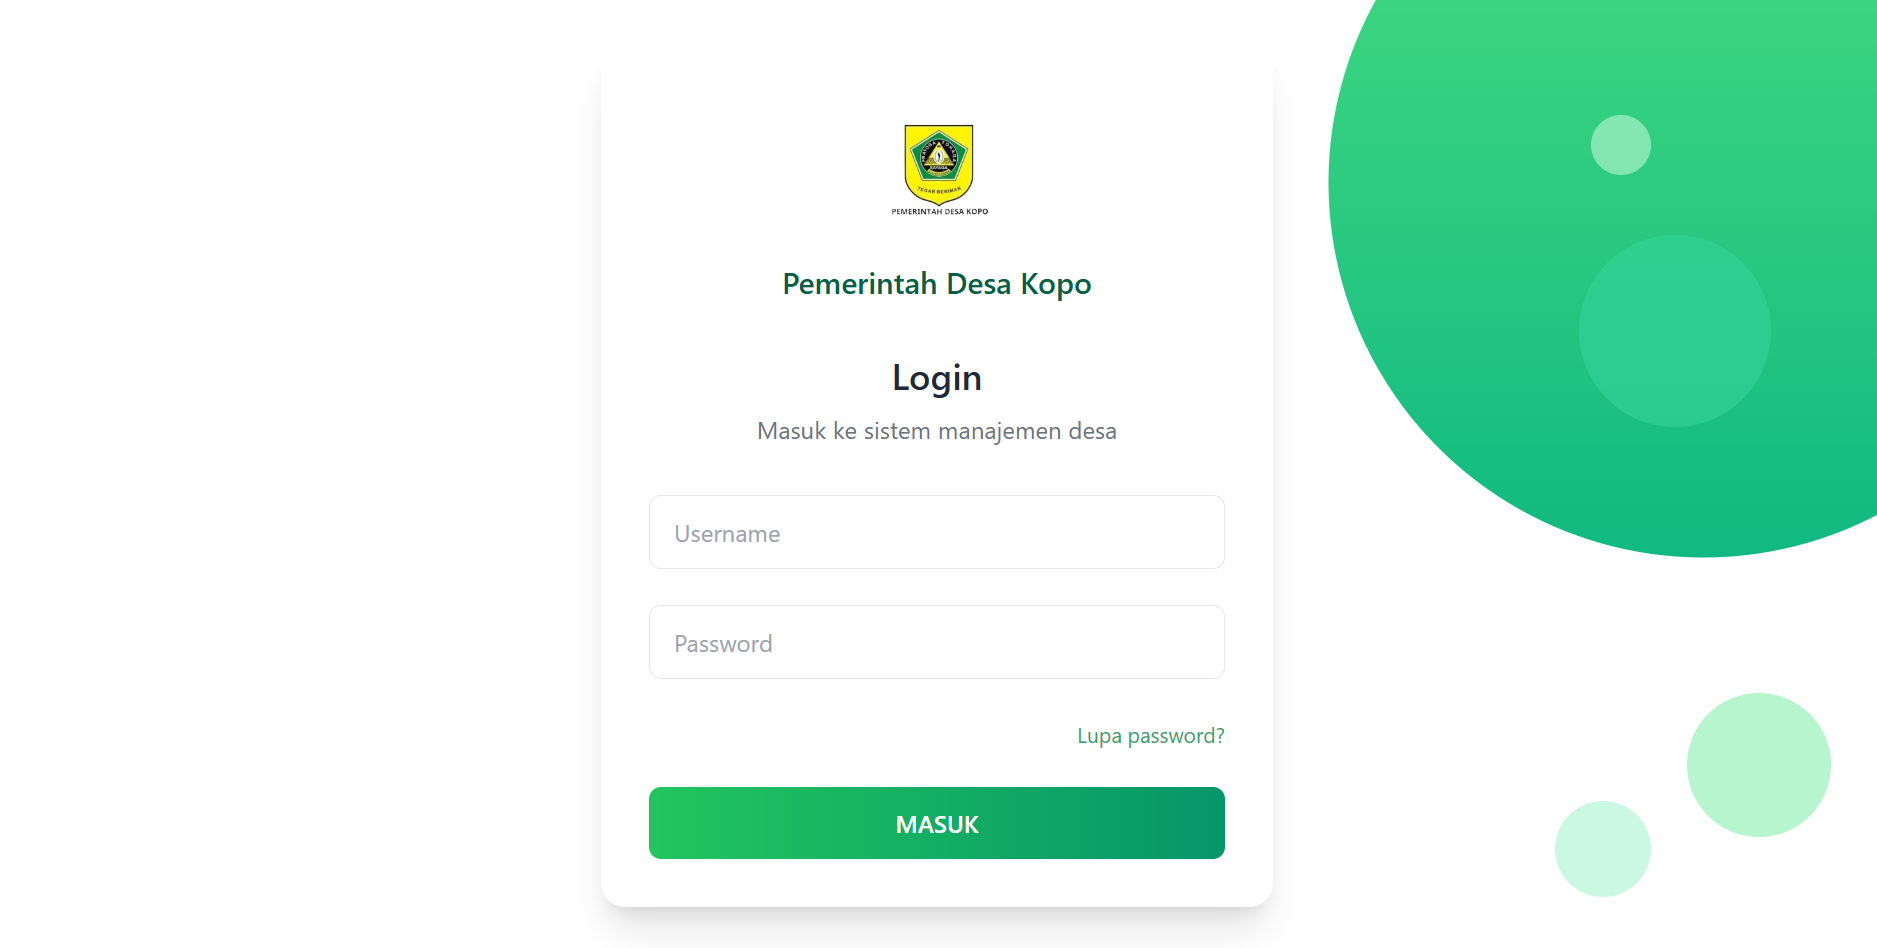 TEGAR BERIMAN
PEMERINTAH DESA KOPO
Pemerintah Desa Kopo
Login
Masuk ke sistem manajemen desa
Username
Password
Lupa password?
MASUK